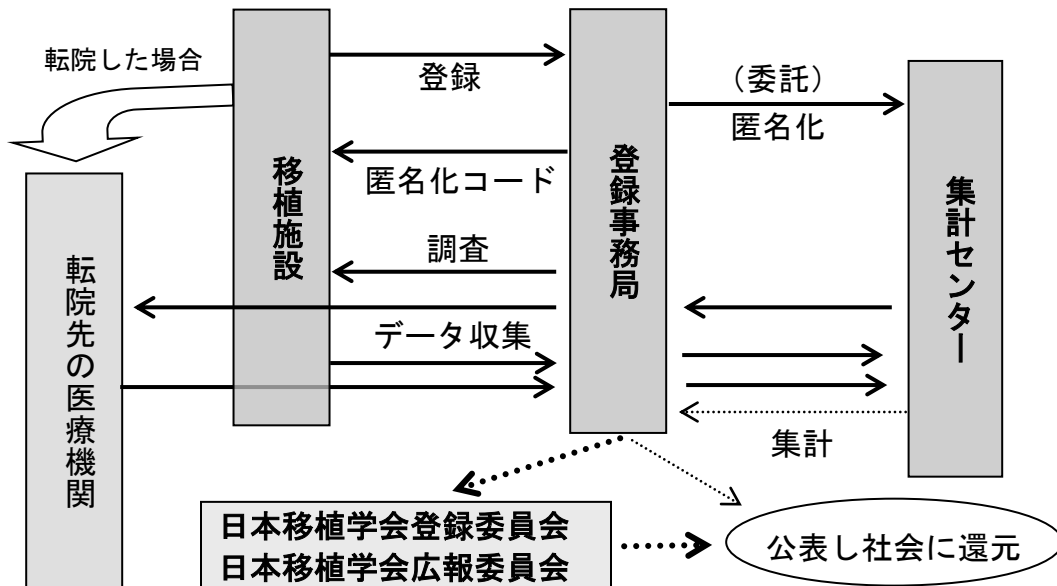 転院した場合
登録
（委託）
匿名化
移植施設
匿名化コード
登録事務局
集計センター
調査
転院先の医療機関
データ収集
集計
日本移植学会登録委員会
日本移植学会広報委員会
公表し社会に還元